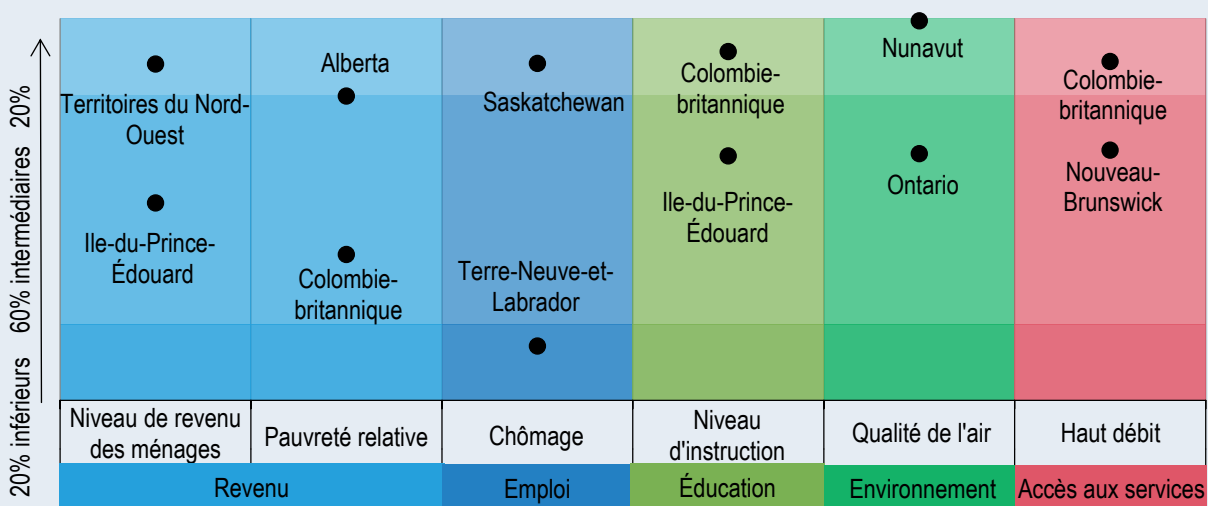 20% inférieurs 60% intermédiaires 20%
Territoires du Nord-
Ouest
Ile-du-Prince-
Édouard
Alberta
Colombie-
britannique
Saskatchewan
Terre-Neuve-et-
Labrador
Colombie-
britannique
Ile-du-Prince-
Édouard
Nunavut
Ontario
Colombie-
britannique
Nouveau-
Brunswick
Niveau de revenu
des ménages
Pauvreté relative
Chômage
Niveau
d'instruction
Qualité de l'air
Haut débit
Revenu
Emploi
Éducation
Environnement
Accès aux services